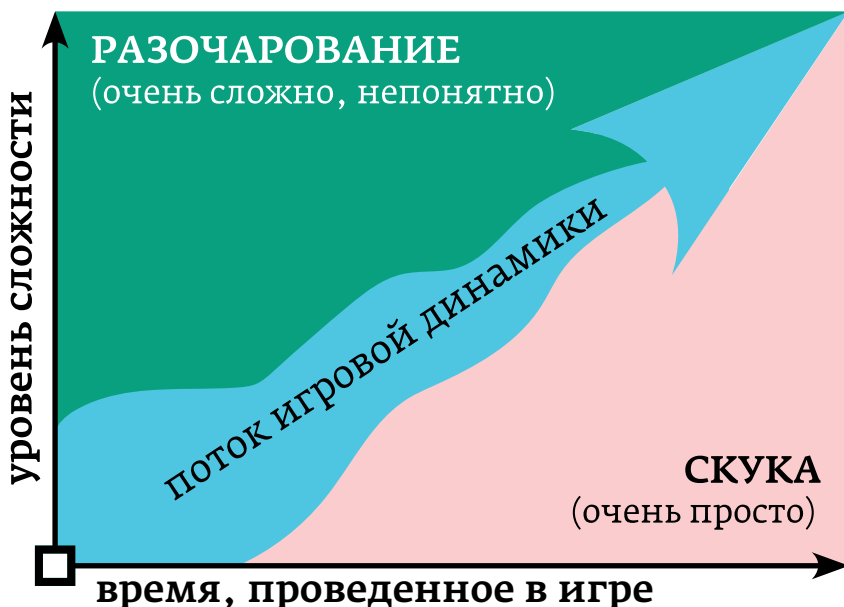 РАЗОЧАРОВАНИЕ
(очень сложно, непонятно)
уровень сложности
поток игровой динамики
СКУКА
(очень просто)
время, проведенное в игре